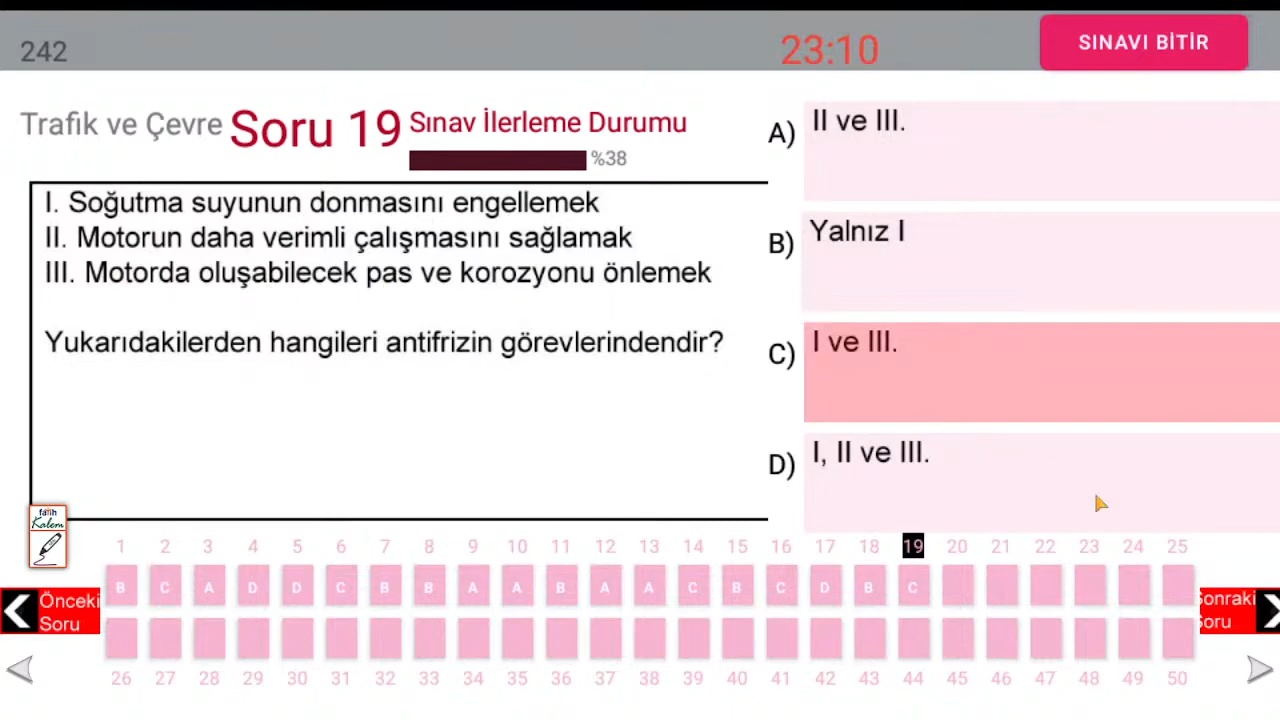 242
23:10
SINAVI BİTİR
Trafik ve Çevre
Soru 19
Sınav İlerleme Durumu
%38
I. Soğutma suyunun donmasını engellemek
II. Motorun daha verimli çalışmasını sağlamak
III. Motorda oluşabilecek pas ve korozyonu önlemek
Yukarıdakilerden hangileri antifrizin görevlerindendir?
A) II ve III.
B) Yalnız I
C) I ve III.
D) I, II ve III.
fatih
Kalem
1 2 3 4 5 6 7 8 9 10 11 12 13 14 15 16 17 18 19 20 21 22 23 24 25
B C A D D C B B A A B A A C B C D B C
Önceki
Soru
Sonraki
Soru
26 27 28 29 30 31 32 33 34 35 36 37 38 39 40 41 42 43 44 45 46 47 48 49 50